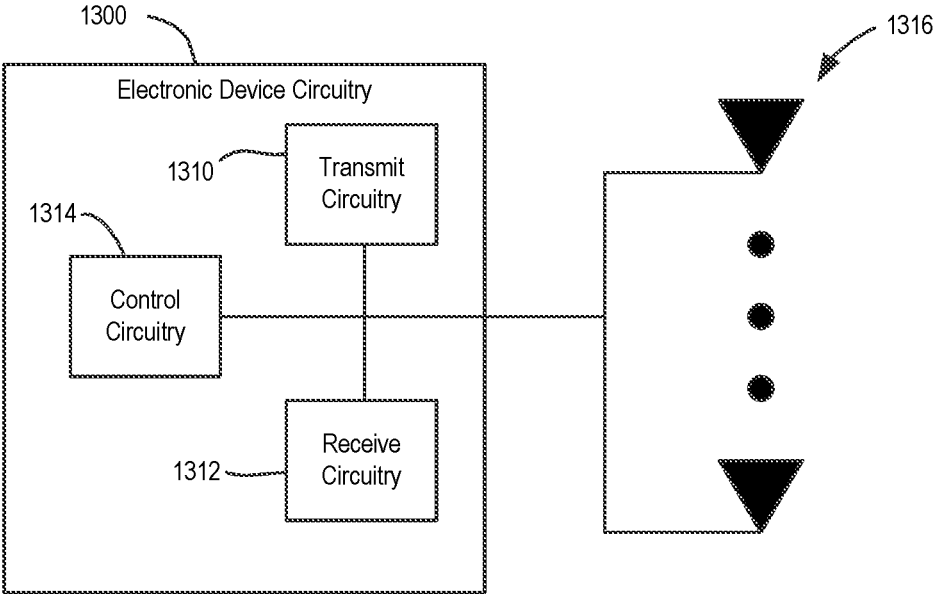 1300
1316
Electronic Device Circuitry
1310
Transmit
Circuitry
1314
Control
Circuitry
1312
Receive
Circuitry